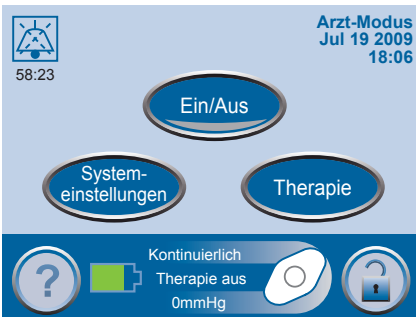 Arzt-Modus
Jul 19 2009
18:06
58:23
Ein/Aus
System-
einstellungen
Therapie
?
Kontinuierlich
Therapie aus
0mmHg